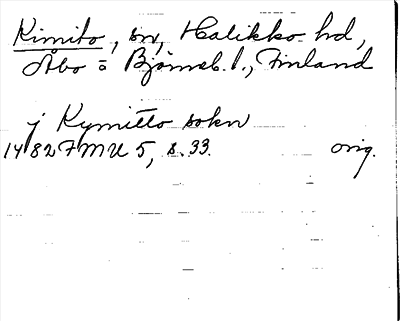 Kimito, sn, Halikko hd,
Åbo o Björneb. l., Finland
j Kymitto sokn
1482 FMU 5, s. 33. orig.